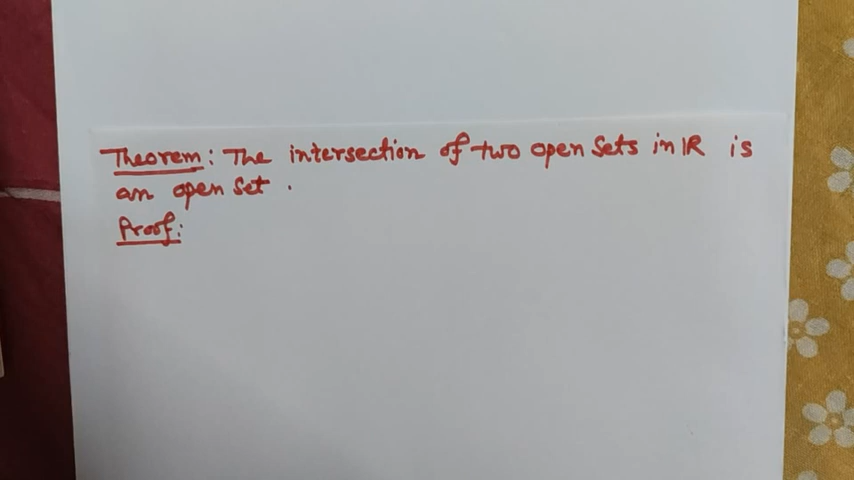 Theorem: The intersection of two open sets in ℝ is
an open set.
Proof: